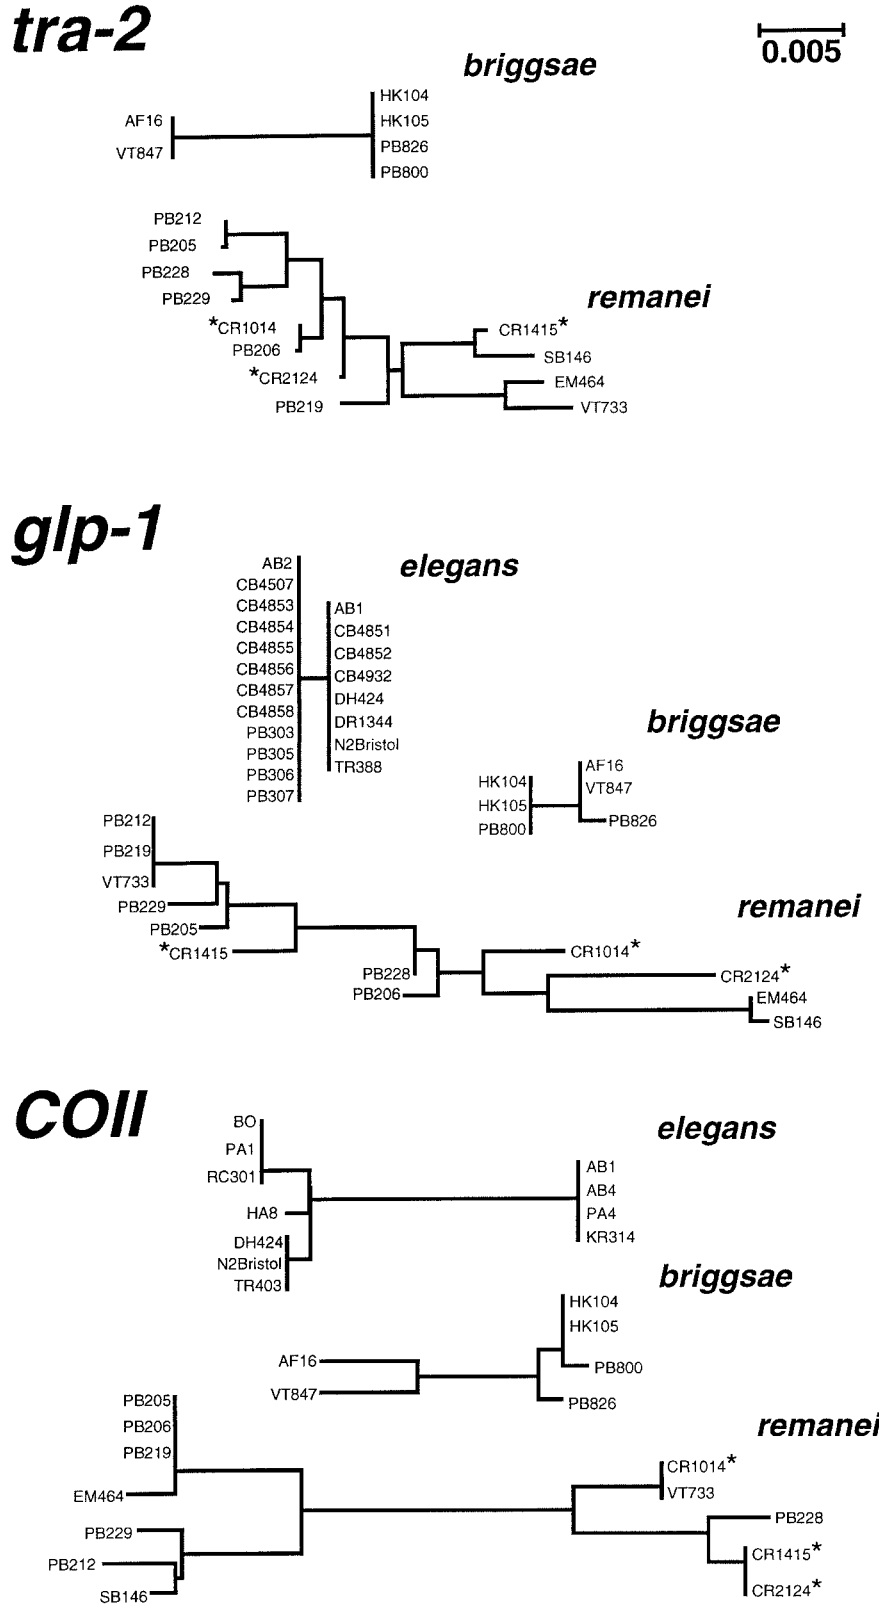 tra-2
0.005
briggsae
AF16
VT847
HK104
HK105
PB826
PB800
remanei
PB212
PB205
PB228
PB229
*CR1014
PB206
*CR2124
PB219
CR1415*
SB146
EM464
VT733
glp-1
elegans
AB2
CB4507
CB4853
CB4854
CB4855
CB4856
CB4857
CB4858
PB303
PB305
PB306
PB307
AB1
CB4851
CB4852
CB4932
DH424
DR1344
N2Bristol
TR388
briggsae
HK104
HK105
PB800
AF16
VT847
PB826
remanei
PB212
PB219
VT733
PB229
PB205
*CR1415
PB228
PB206
CR1014*
CR2124*
EM464
SB146
COII
elegans
BO
PA1
RC301
HA8
DH424
N2Bristol
TR403
AB1
AB4
PA4
KR314
briggsae
AF16
VT847
HK104
HK105
PB800
PB826
remanei
PB205
PB206
PB219
EM464
PB229
PB212
SB146
CR1014*
VT733
PB228
CR1415*
CR2124*